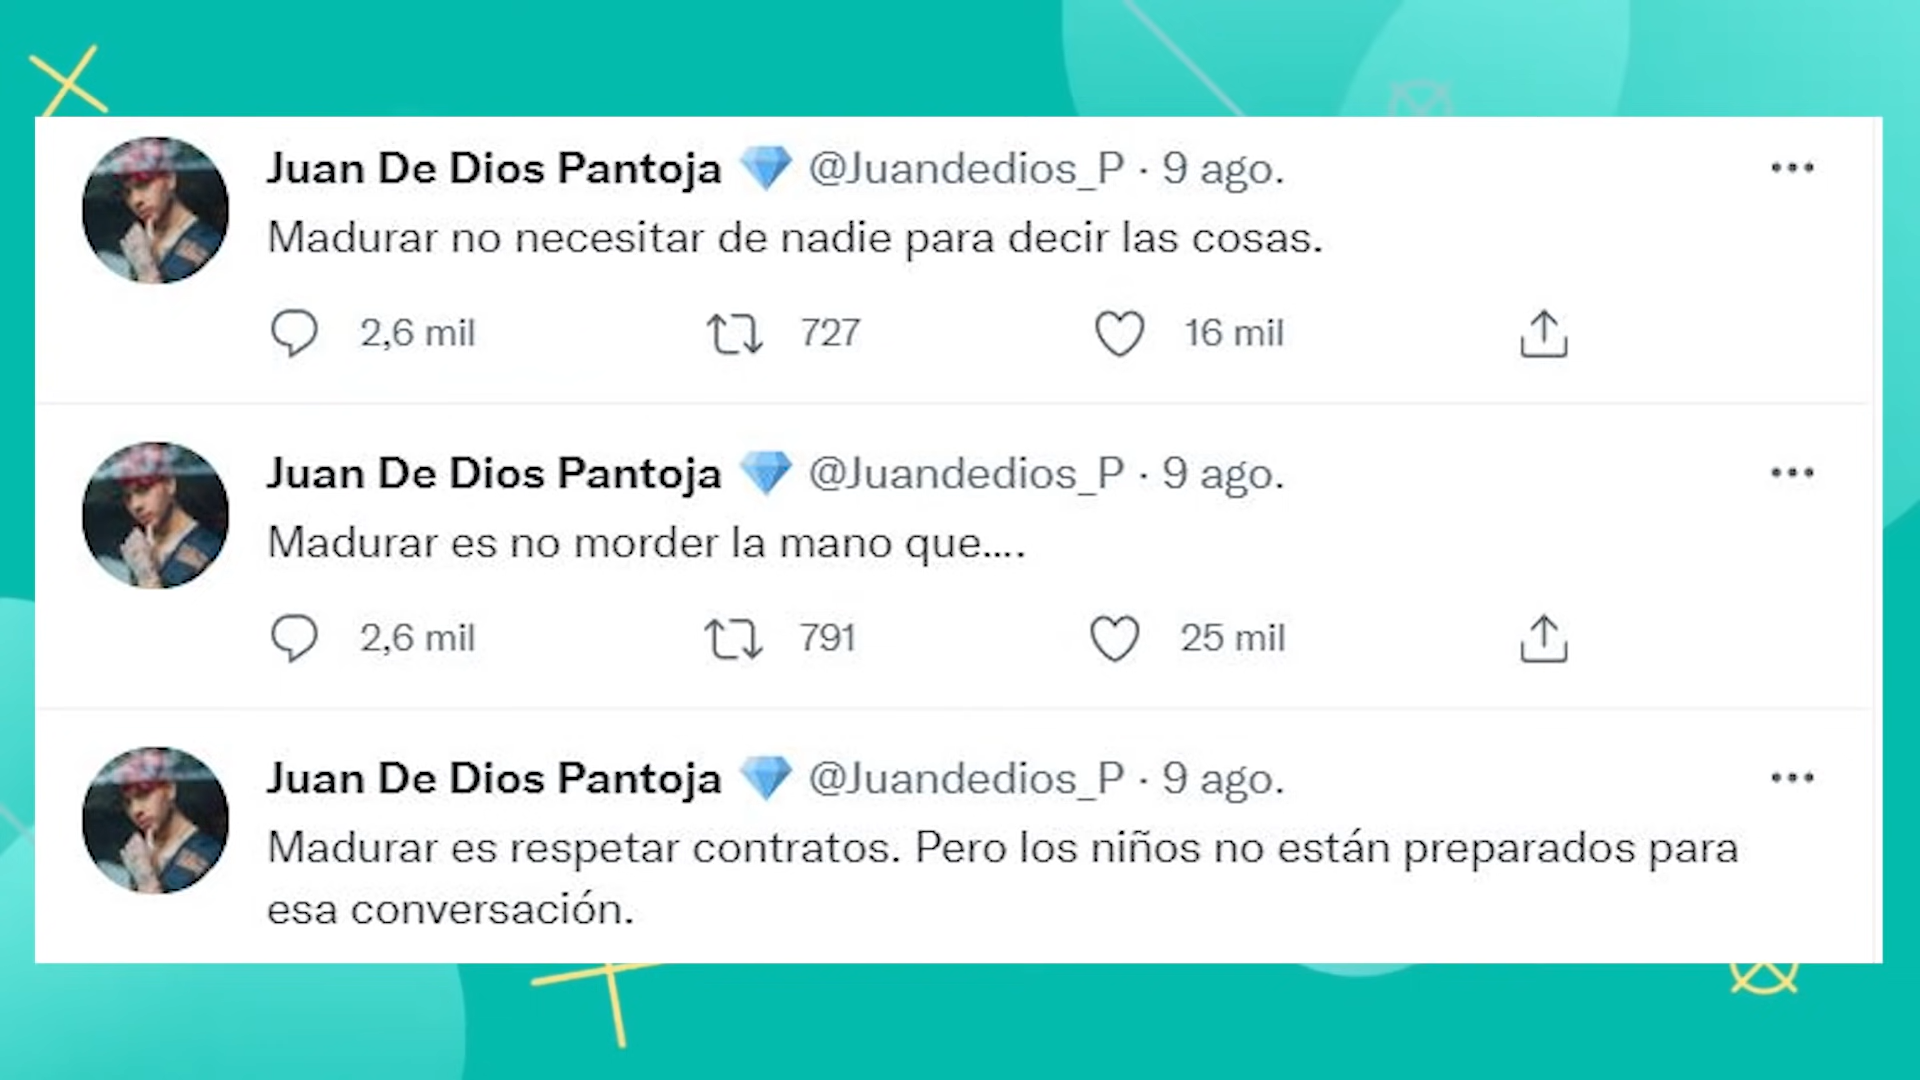 Juan De Dios Pantoja 💎 @Juandedios_P · 9 ago.
Madurar no necesitar de nadie para decir las cosas.
2,6 mil 727 16 mil
Juan De Dios Pantoja 💎 @Juandedios_P · 9 ago.
Madurar es no morder la mano que....
2,6 mil 791 25 mil
Juan De Dios Pantoja 💎 @Juandedios_P · 9 ago.
Madurar es respetar contratos. Pero los niños no están preparados para
esa conversación.